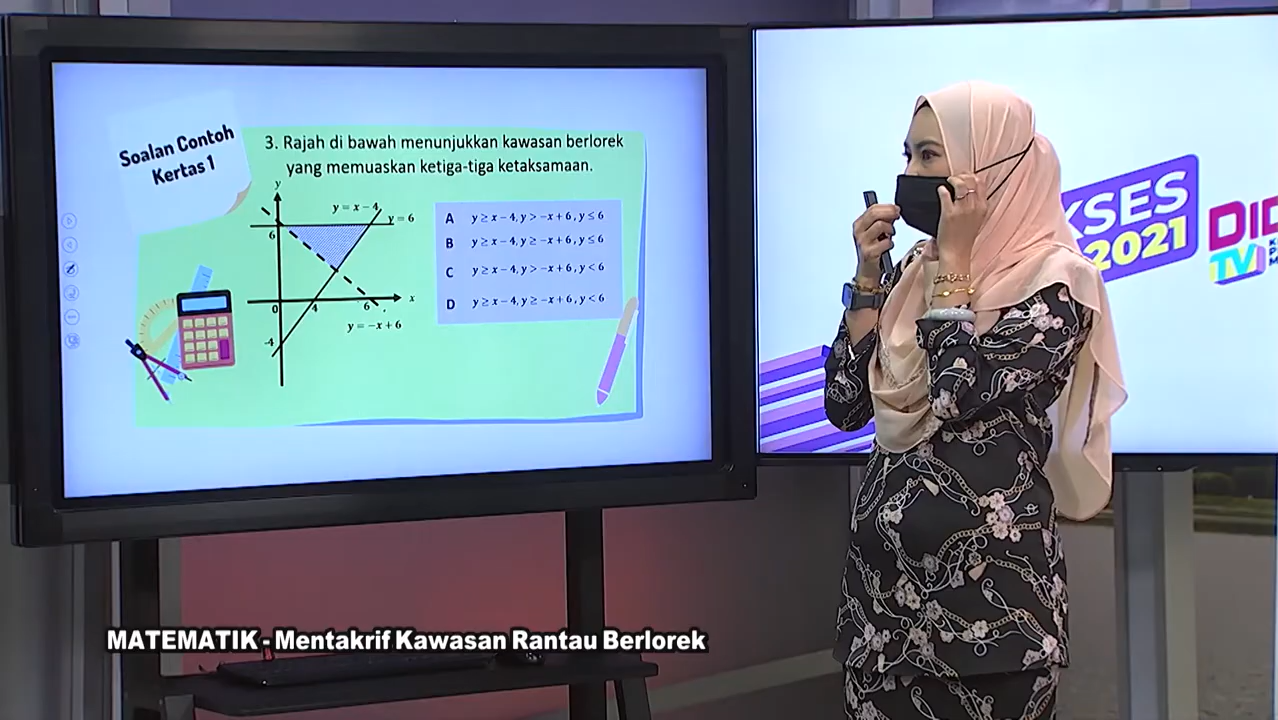 Soalan Contoh
Kertas 1
3. Rajah di bawah menunjukkan kawasan berlorek
yang memuaskan ketiga-tiga ketaksamaan.
y
y = x – 4
y = 6
6
0
4
6
x
y = –x + 6
-4
A y ≥ x – 4, y > –x + 6, y ≤ 6
B y ≥ x – 4, y ≥ –x + 6, y ≤ 6
C y ≥ x – 4, y > –x + 6, y < 6
D y ≥ x – 4, y ≥ –x + 6, y < 6
KSES
2021
DID
TV
MATEMATIK - Mentakrif Kawasan Rantau Berlorek